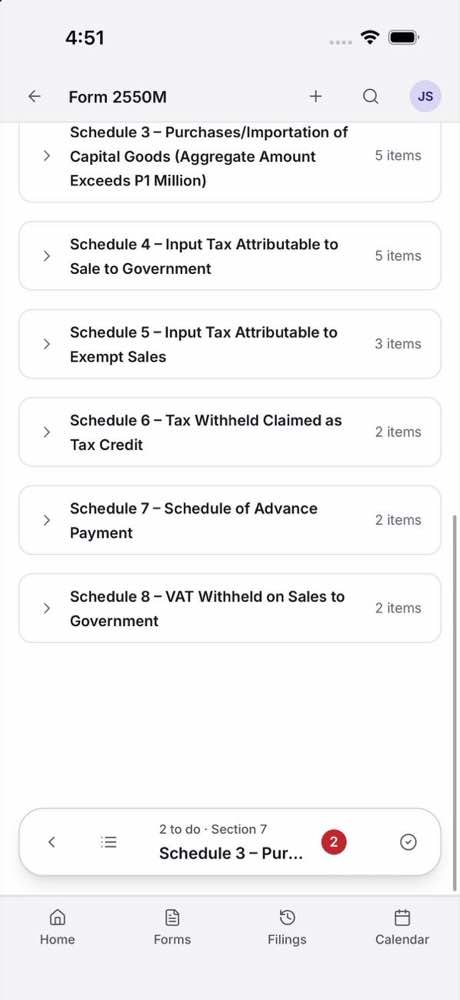 4:51
Form 2550M
JS
Schedule 3 – Purchases/Importation of
Capital Goods (Aggregate Amount
Exceeds P1 Million)
5 items
Schedule 4 – Input Tax Attributable to
Sale to Government
5 items
Schedule 5 – Input Tax Attributable to
Exempt Sales
3 items
Schedule 6 – Tax Withheld Claimed as
Tax Credit
2 items
Schedule 7 – Schedule of Advance
Payment
2 items
Schedule 8 – VAT Withheld on Sales to
Government
2 items
2 to do · Section 7
Schedule 3 – Pur...
2
Home
Forms
Filings
Calendar